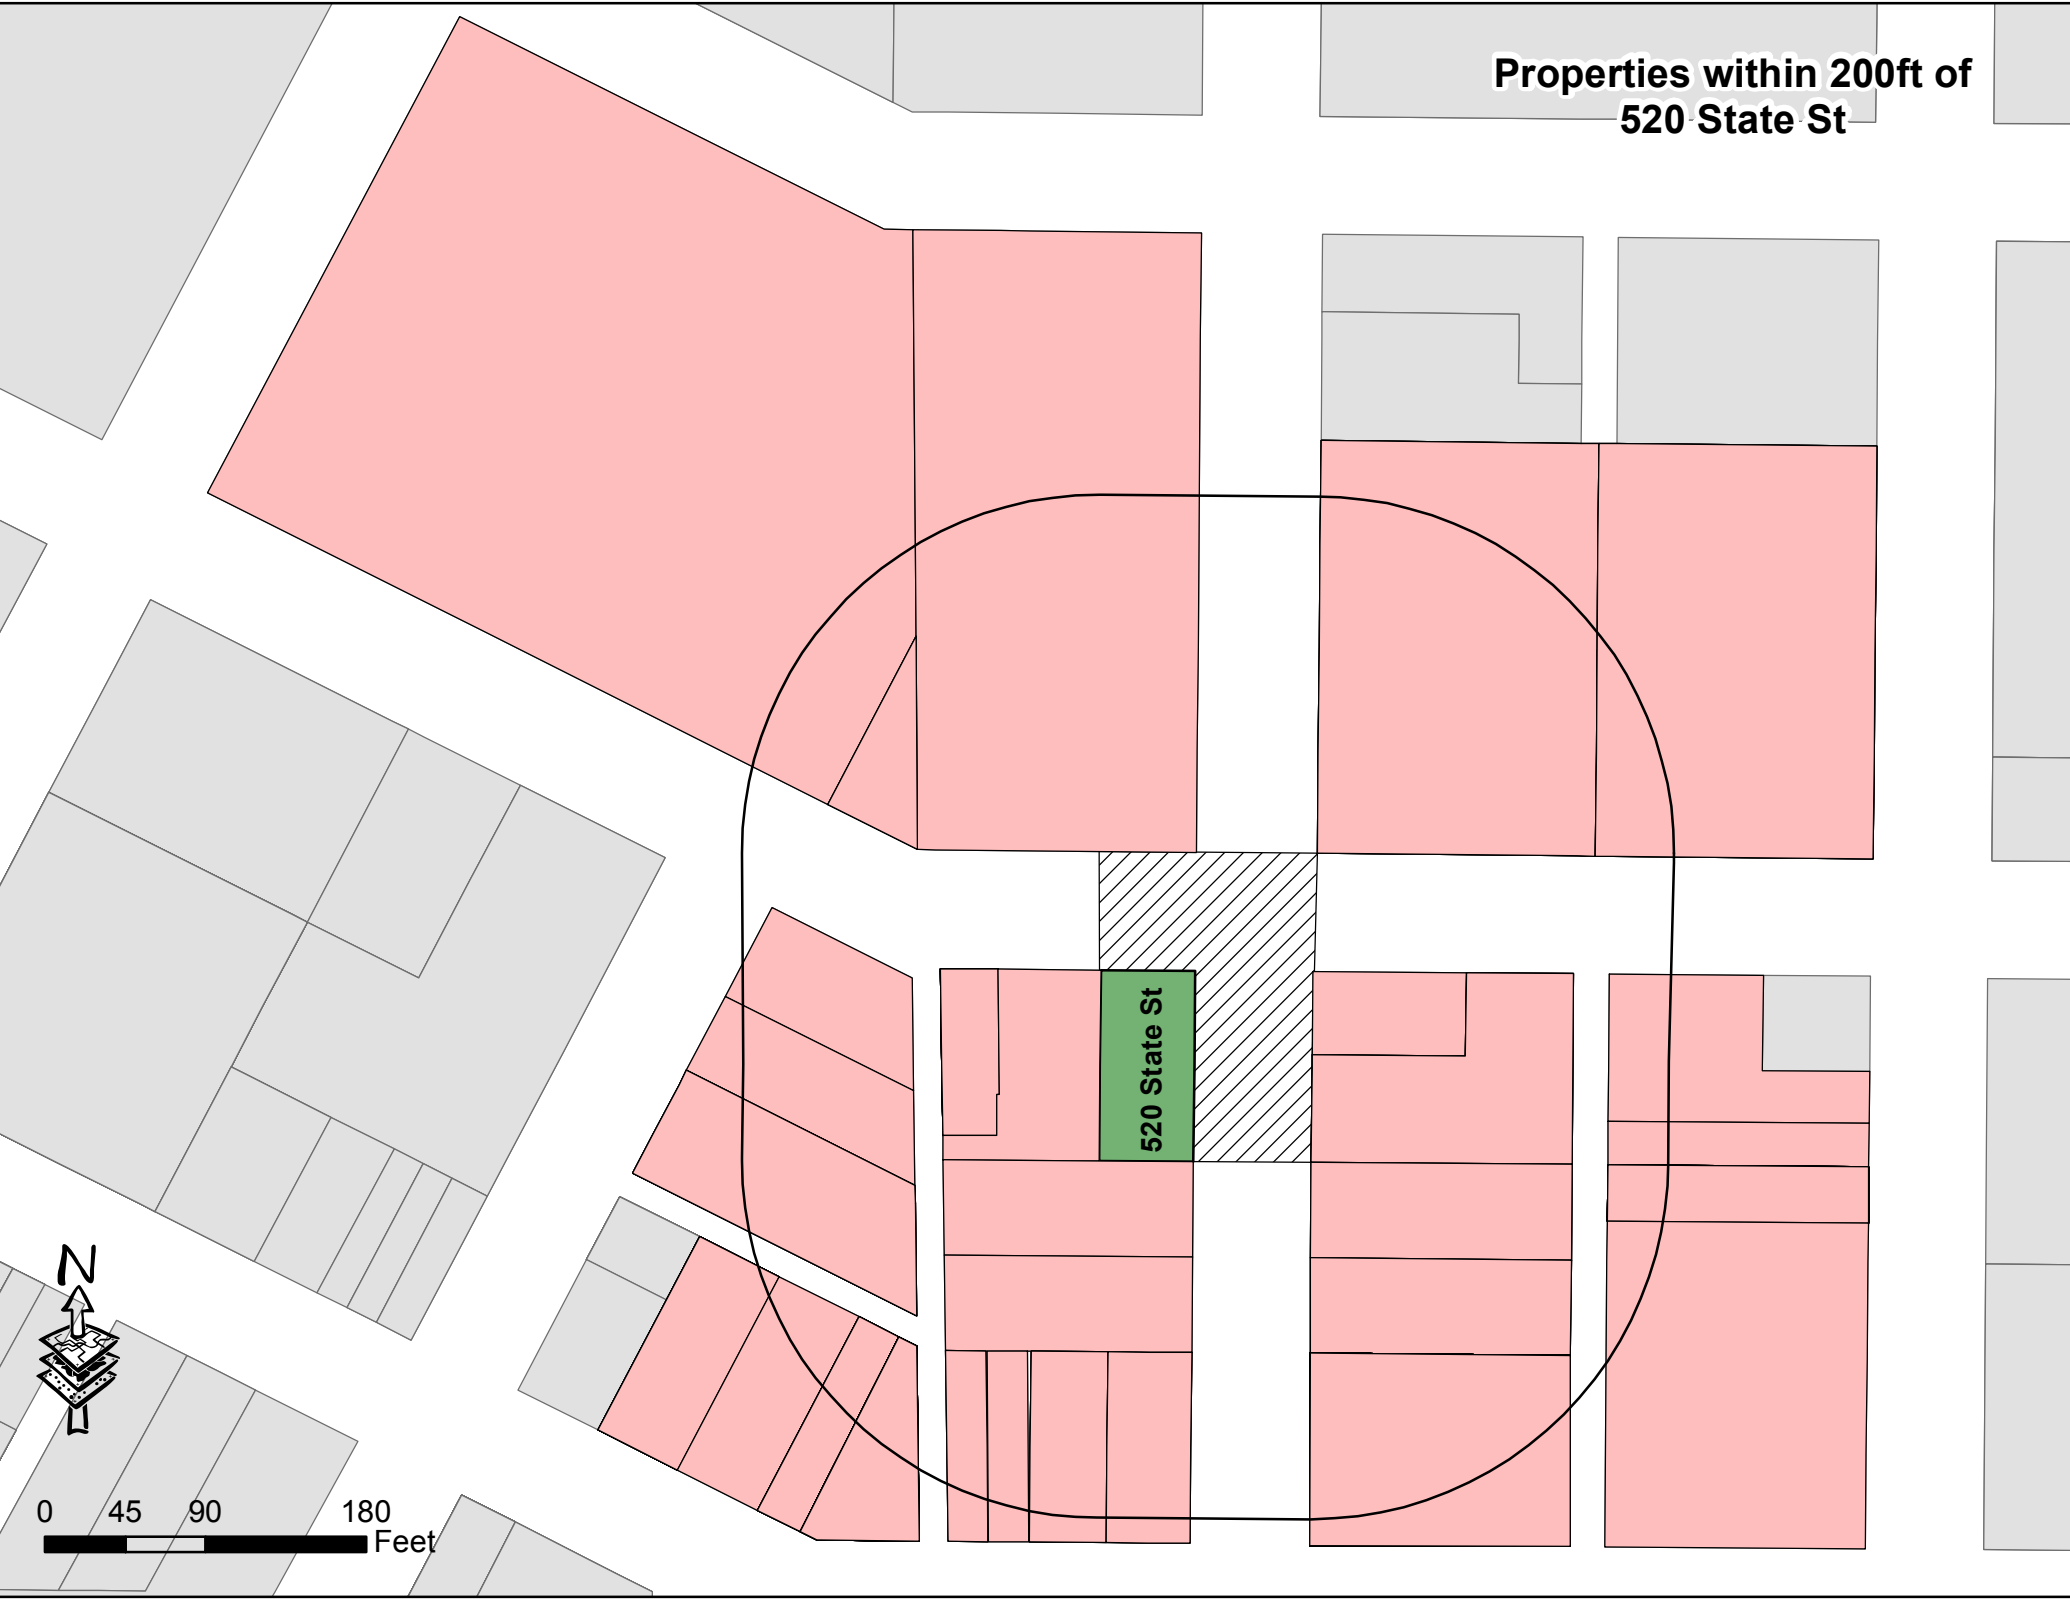 Properties within 200ft of
520 State St
520 State St
N
0 45 90 180
Feet